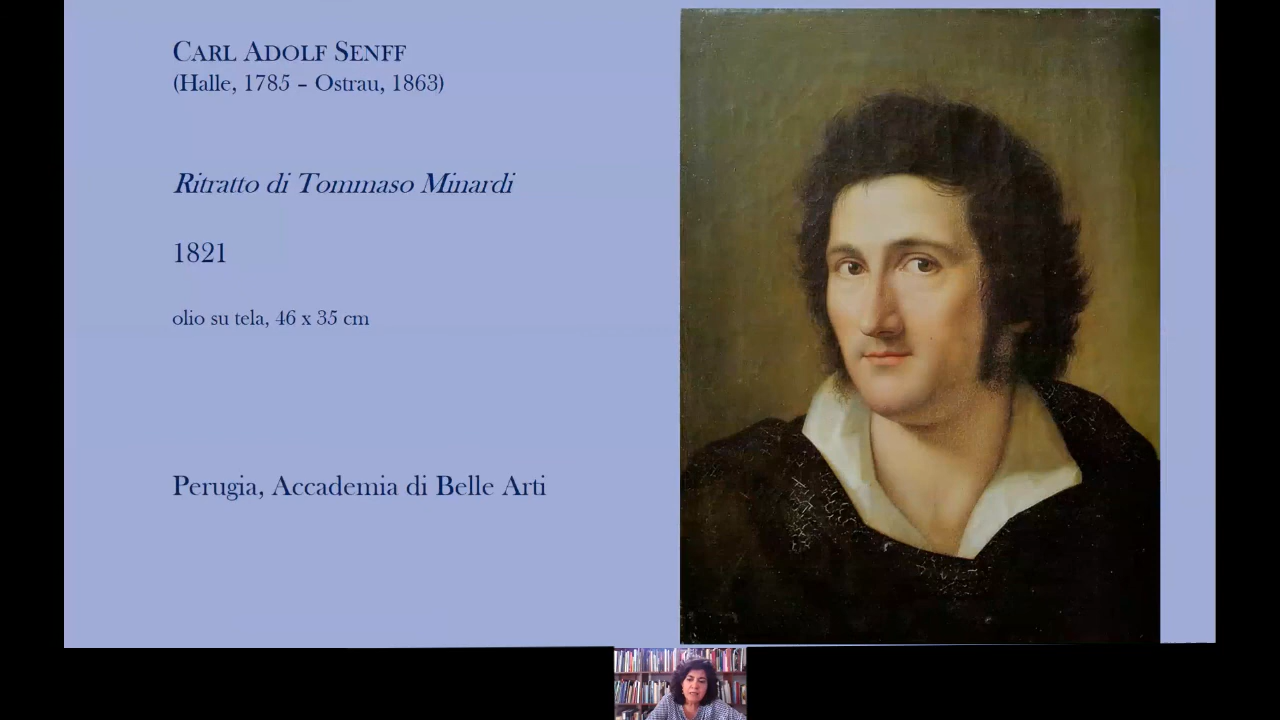 CARL ADOLF SENFF
(Halle, 1785 – Ostrau, 1863)
Ritratto di Tommaso Minardi
1821
olio su tela, 46 x 35 cm
Perugia, Accademia di Belle Arti